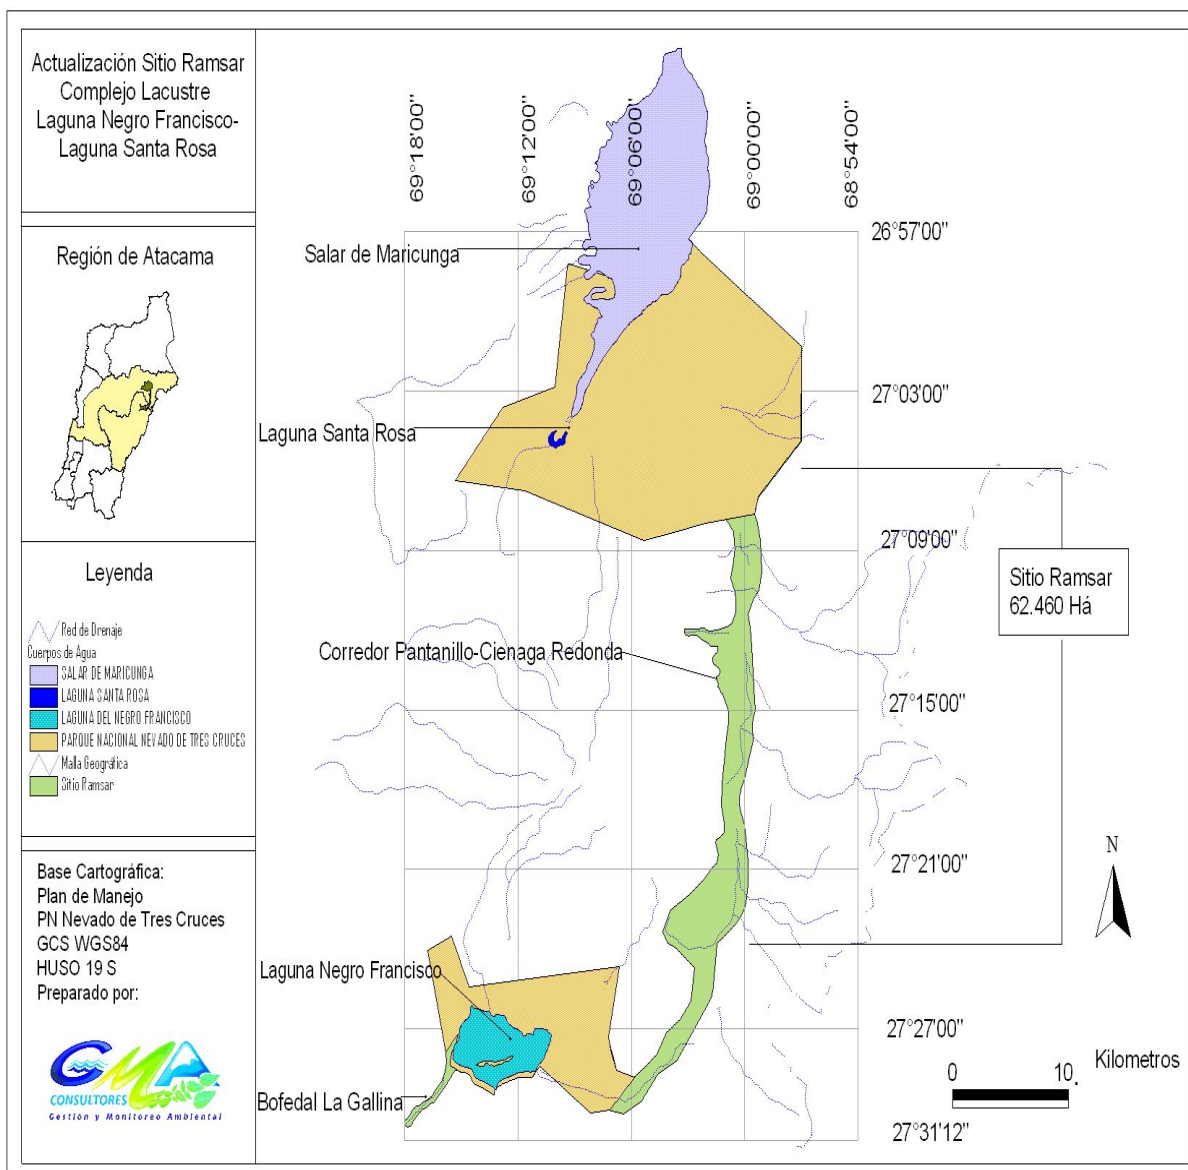 Actualización Sitio Ramsar
Complejo Lacustre
Laguna Negro Francisco-
Laguna Santa Rosa
Región de Atacama
Leyenda
Red de Drenaje
Cuerpos de Agua
SALAR DE MARICUNGA
LAGUNA SANTA ROSA
LAGUNA DEL NEGRO FRANCISCO
PARQUE NACIONAL NEVADO DE TRES CRUCES
Malla Geográfica
Sitio Ramsar
Base Cartográfica:
Plan de Manejo
PN Nevado de Tres Cruces
GCS WGS84
HUSO 19 S
Preparado por:
GMA
CONSULTORES
Gestión y Monitoreo Ambiental
69°18'00"
69°12'00"
69°06'00"
69°00'00"
68°54'00"
26°57'00"
Salar de Maricunga
27°03'00"
Laguna Santa Rosa
27°09'00"
Sitio Ramsar
62.460 Há
Corredor Pantanillo-Cienaga Redonda
27°15'00"
27°21'00"
N
Laguna Negro Francisco
27°27'00"
Kilometros
0 10
Bofedal La Gallina
27°31'12"